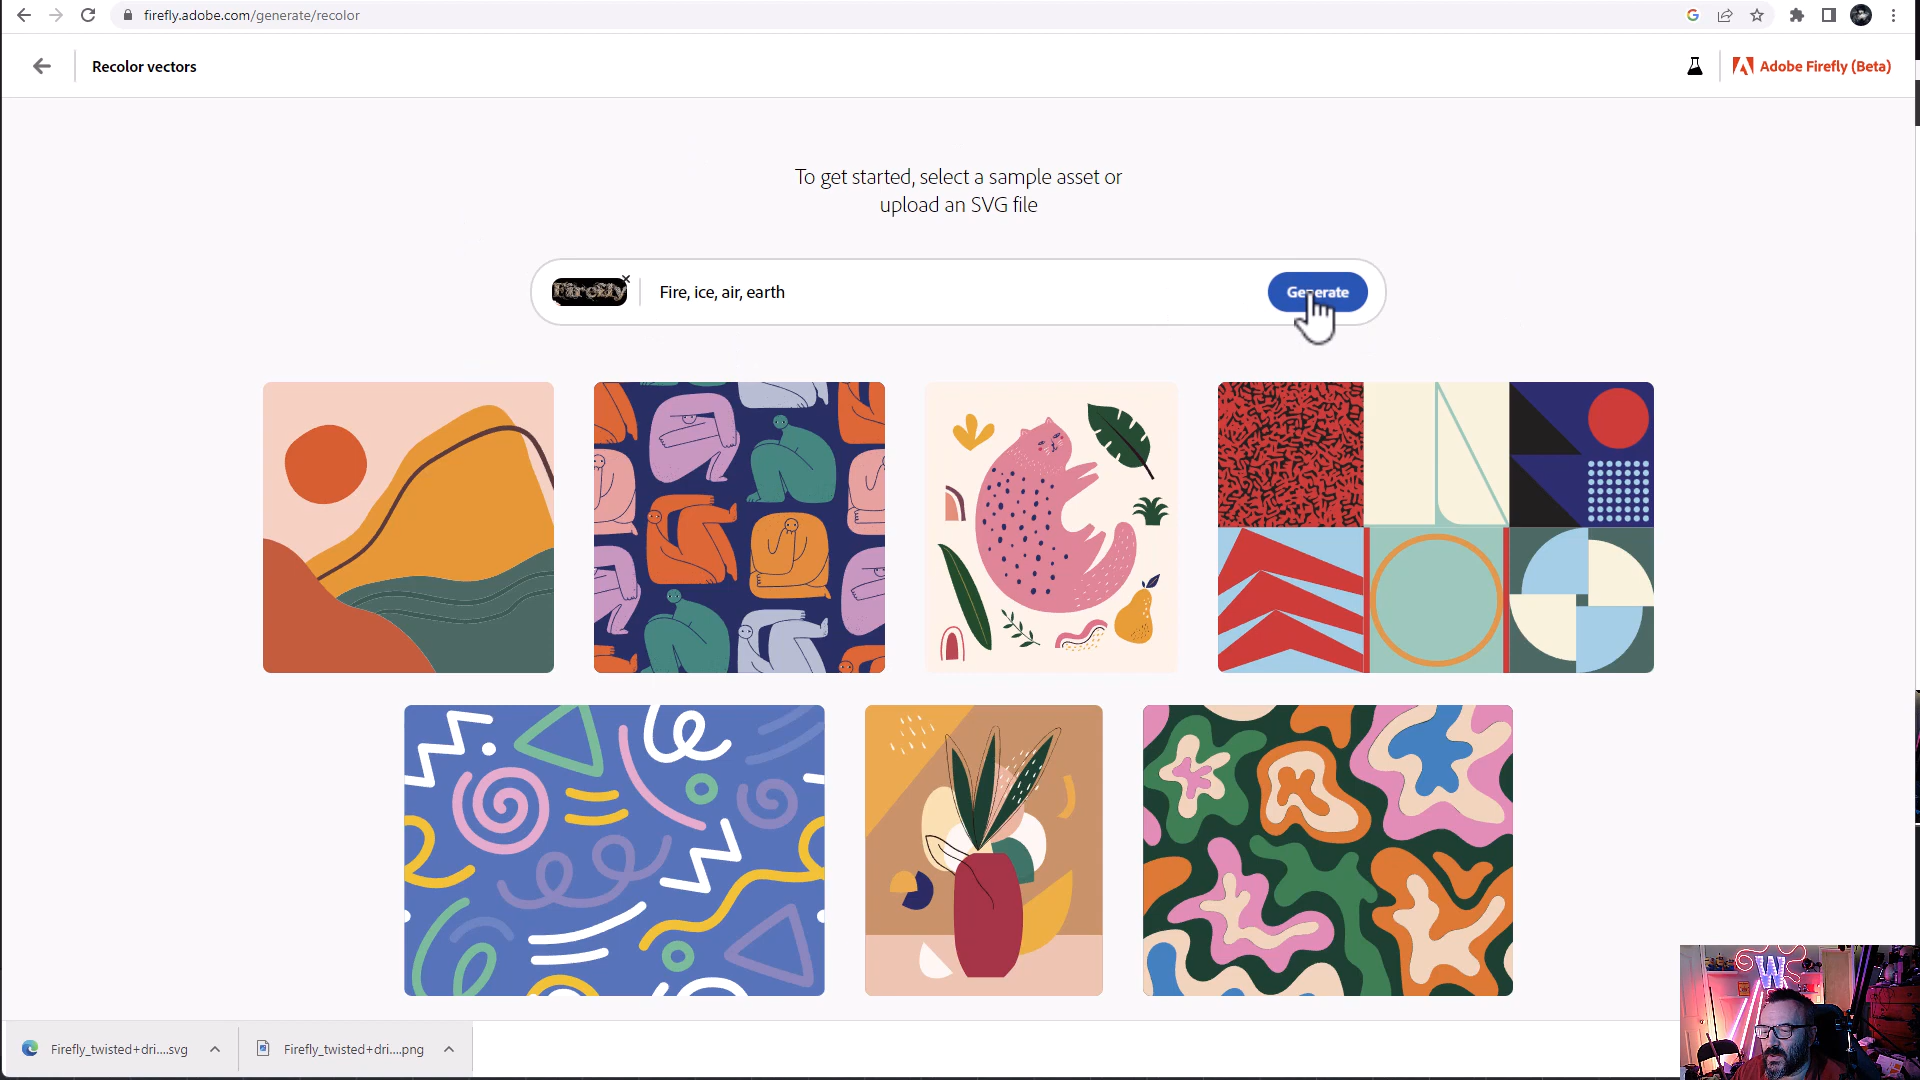 firefly.adobe.com/generate/recolor
Recolor vectors
Adobe Firefly (Beta)
To get started, select a sample asset or
upload an SVG file
Firefly
Fire, ice, air, earth
Generate
Firefly_twisted+dri....svg
Firefly_twisted+dri....png
W